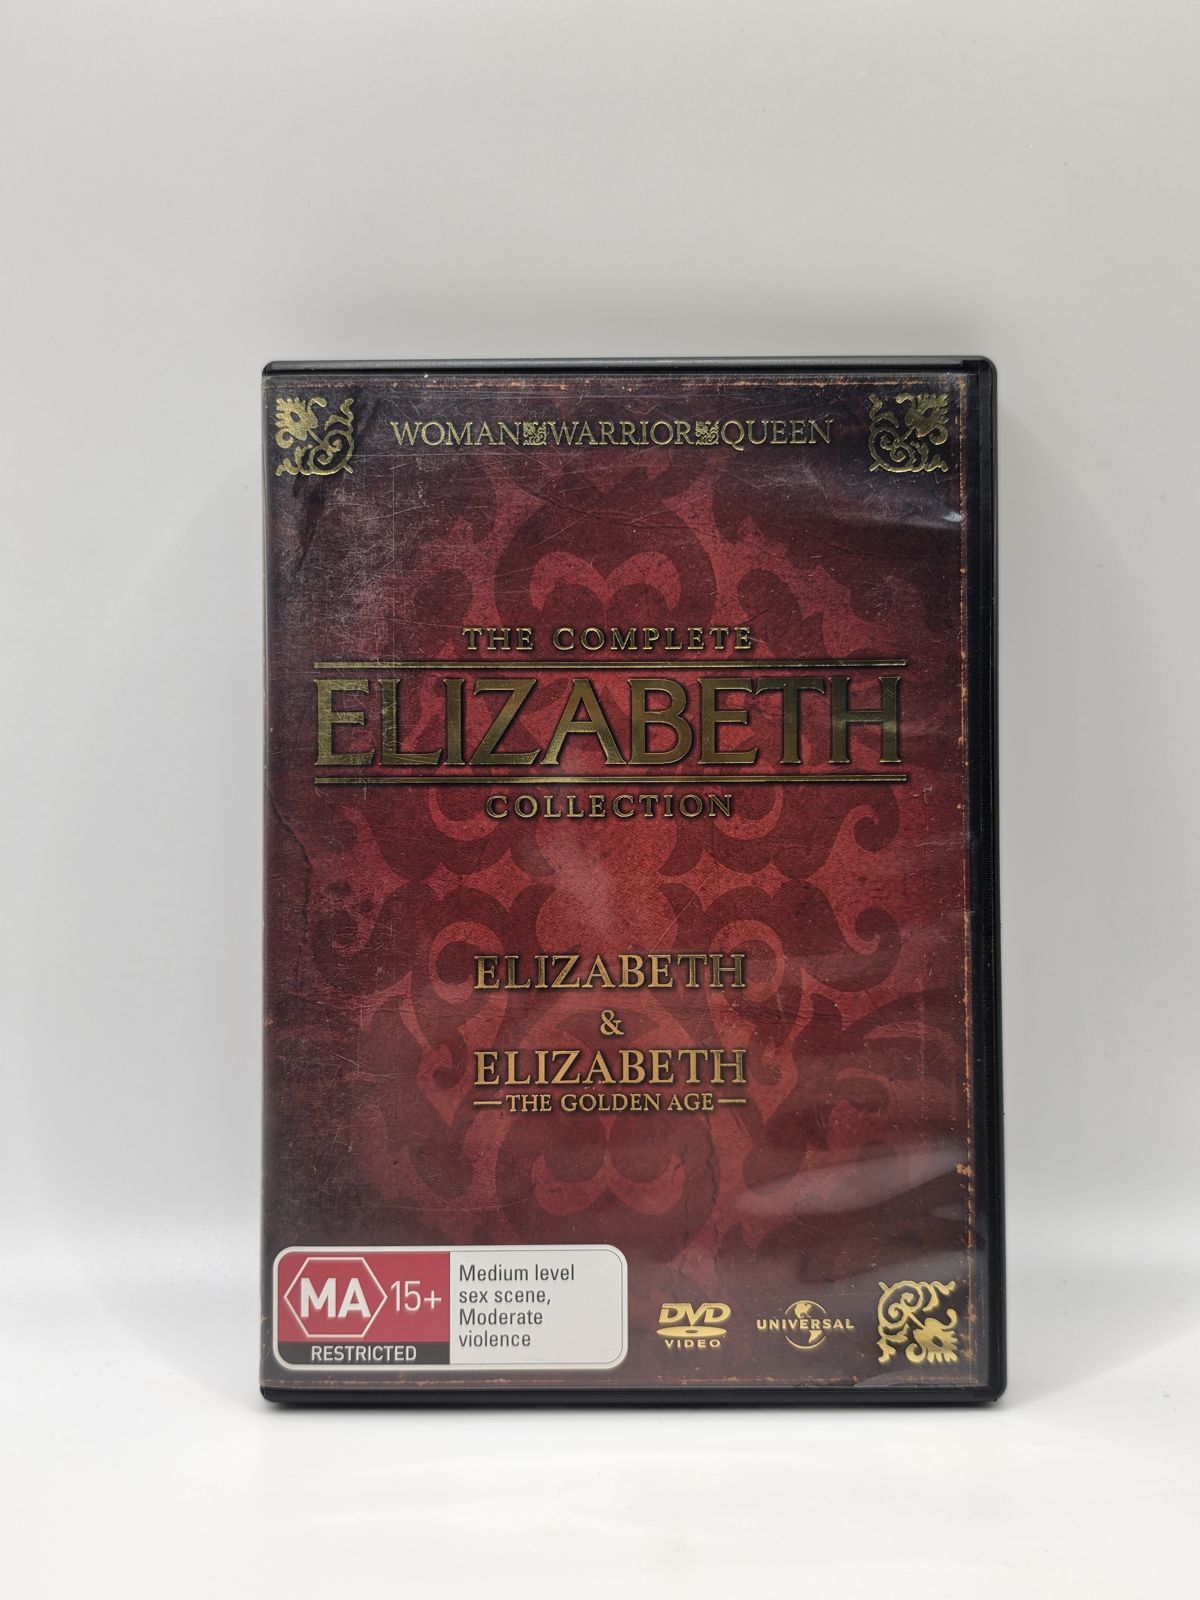 WOMAN WARRIOR QUEEN
THE COMPLETE
ELIZABETH
COLLECTION
ELIZABETH
&
ELIZABETH
THE GOLDEN AGE
MA 15+
RESTRICTED
Medium level
sex scene,
Moderate
violence
DVD
VIDEO
UNIVERSAL